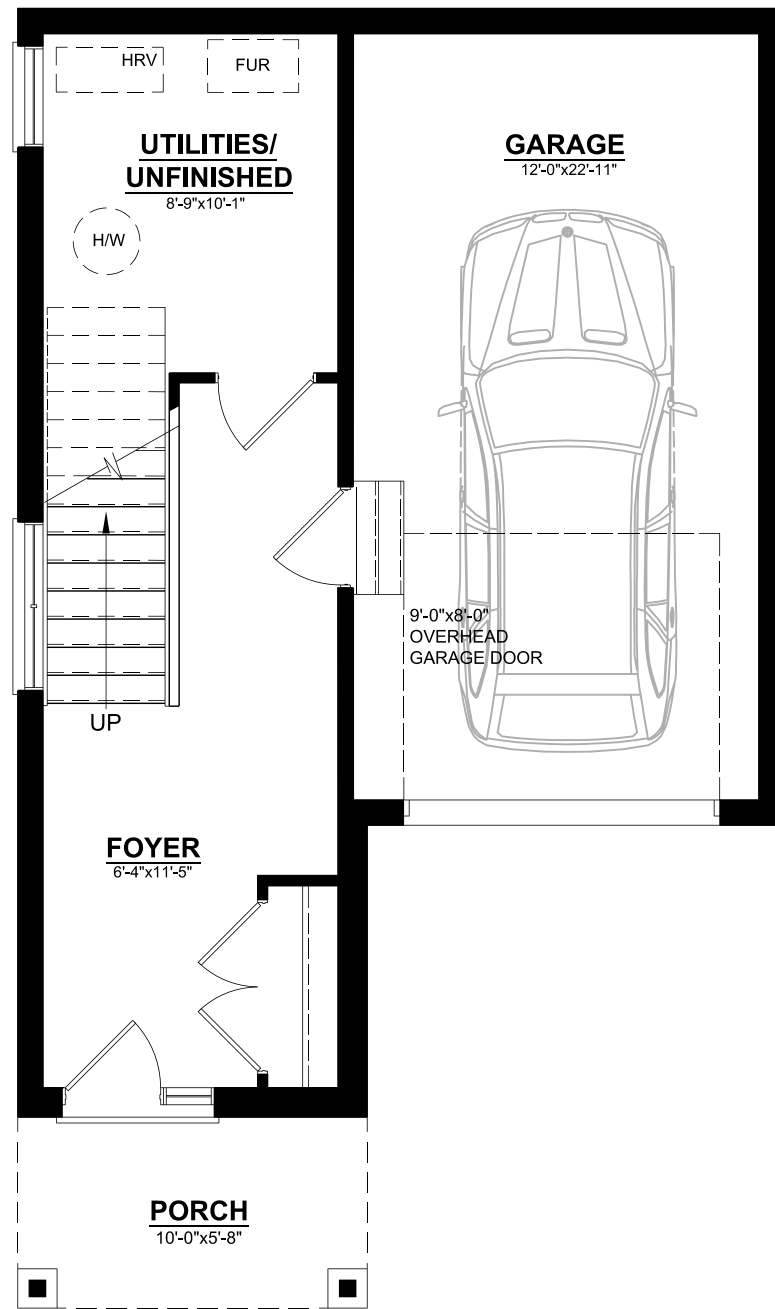 HRV
FUR
UTILITIES/
UNFINISHED
8'-9"x10'-1"
H/W
GARAGE
12'-0"x22'-11"
9'-0"x8'-0"
OVERHEAD
GARAGE DOOR
UP
FOYER
6'-4"x11'-5"
PORCH
10'-0"x5'-8"